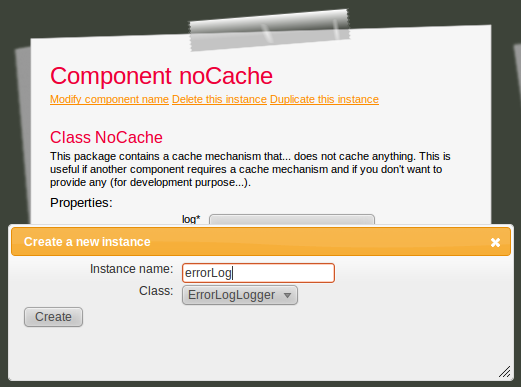 Component noCache
Modify component name Delete this instance Duplicate this instance
Class NoCache
This package contains a cache mechanism that... does not cache anything. This is
useful if another component requires a cache mechanism and if you don't want to
provide any (for development purpose...).
Properties:
log*
Create a new instance
Instance name: errorLog
Class: ErrorLogLogger
Create